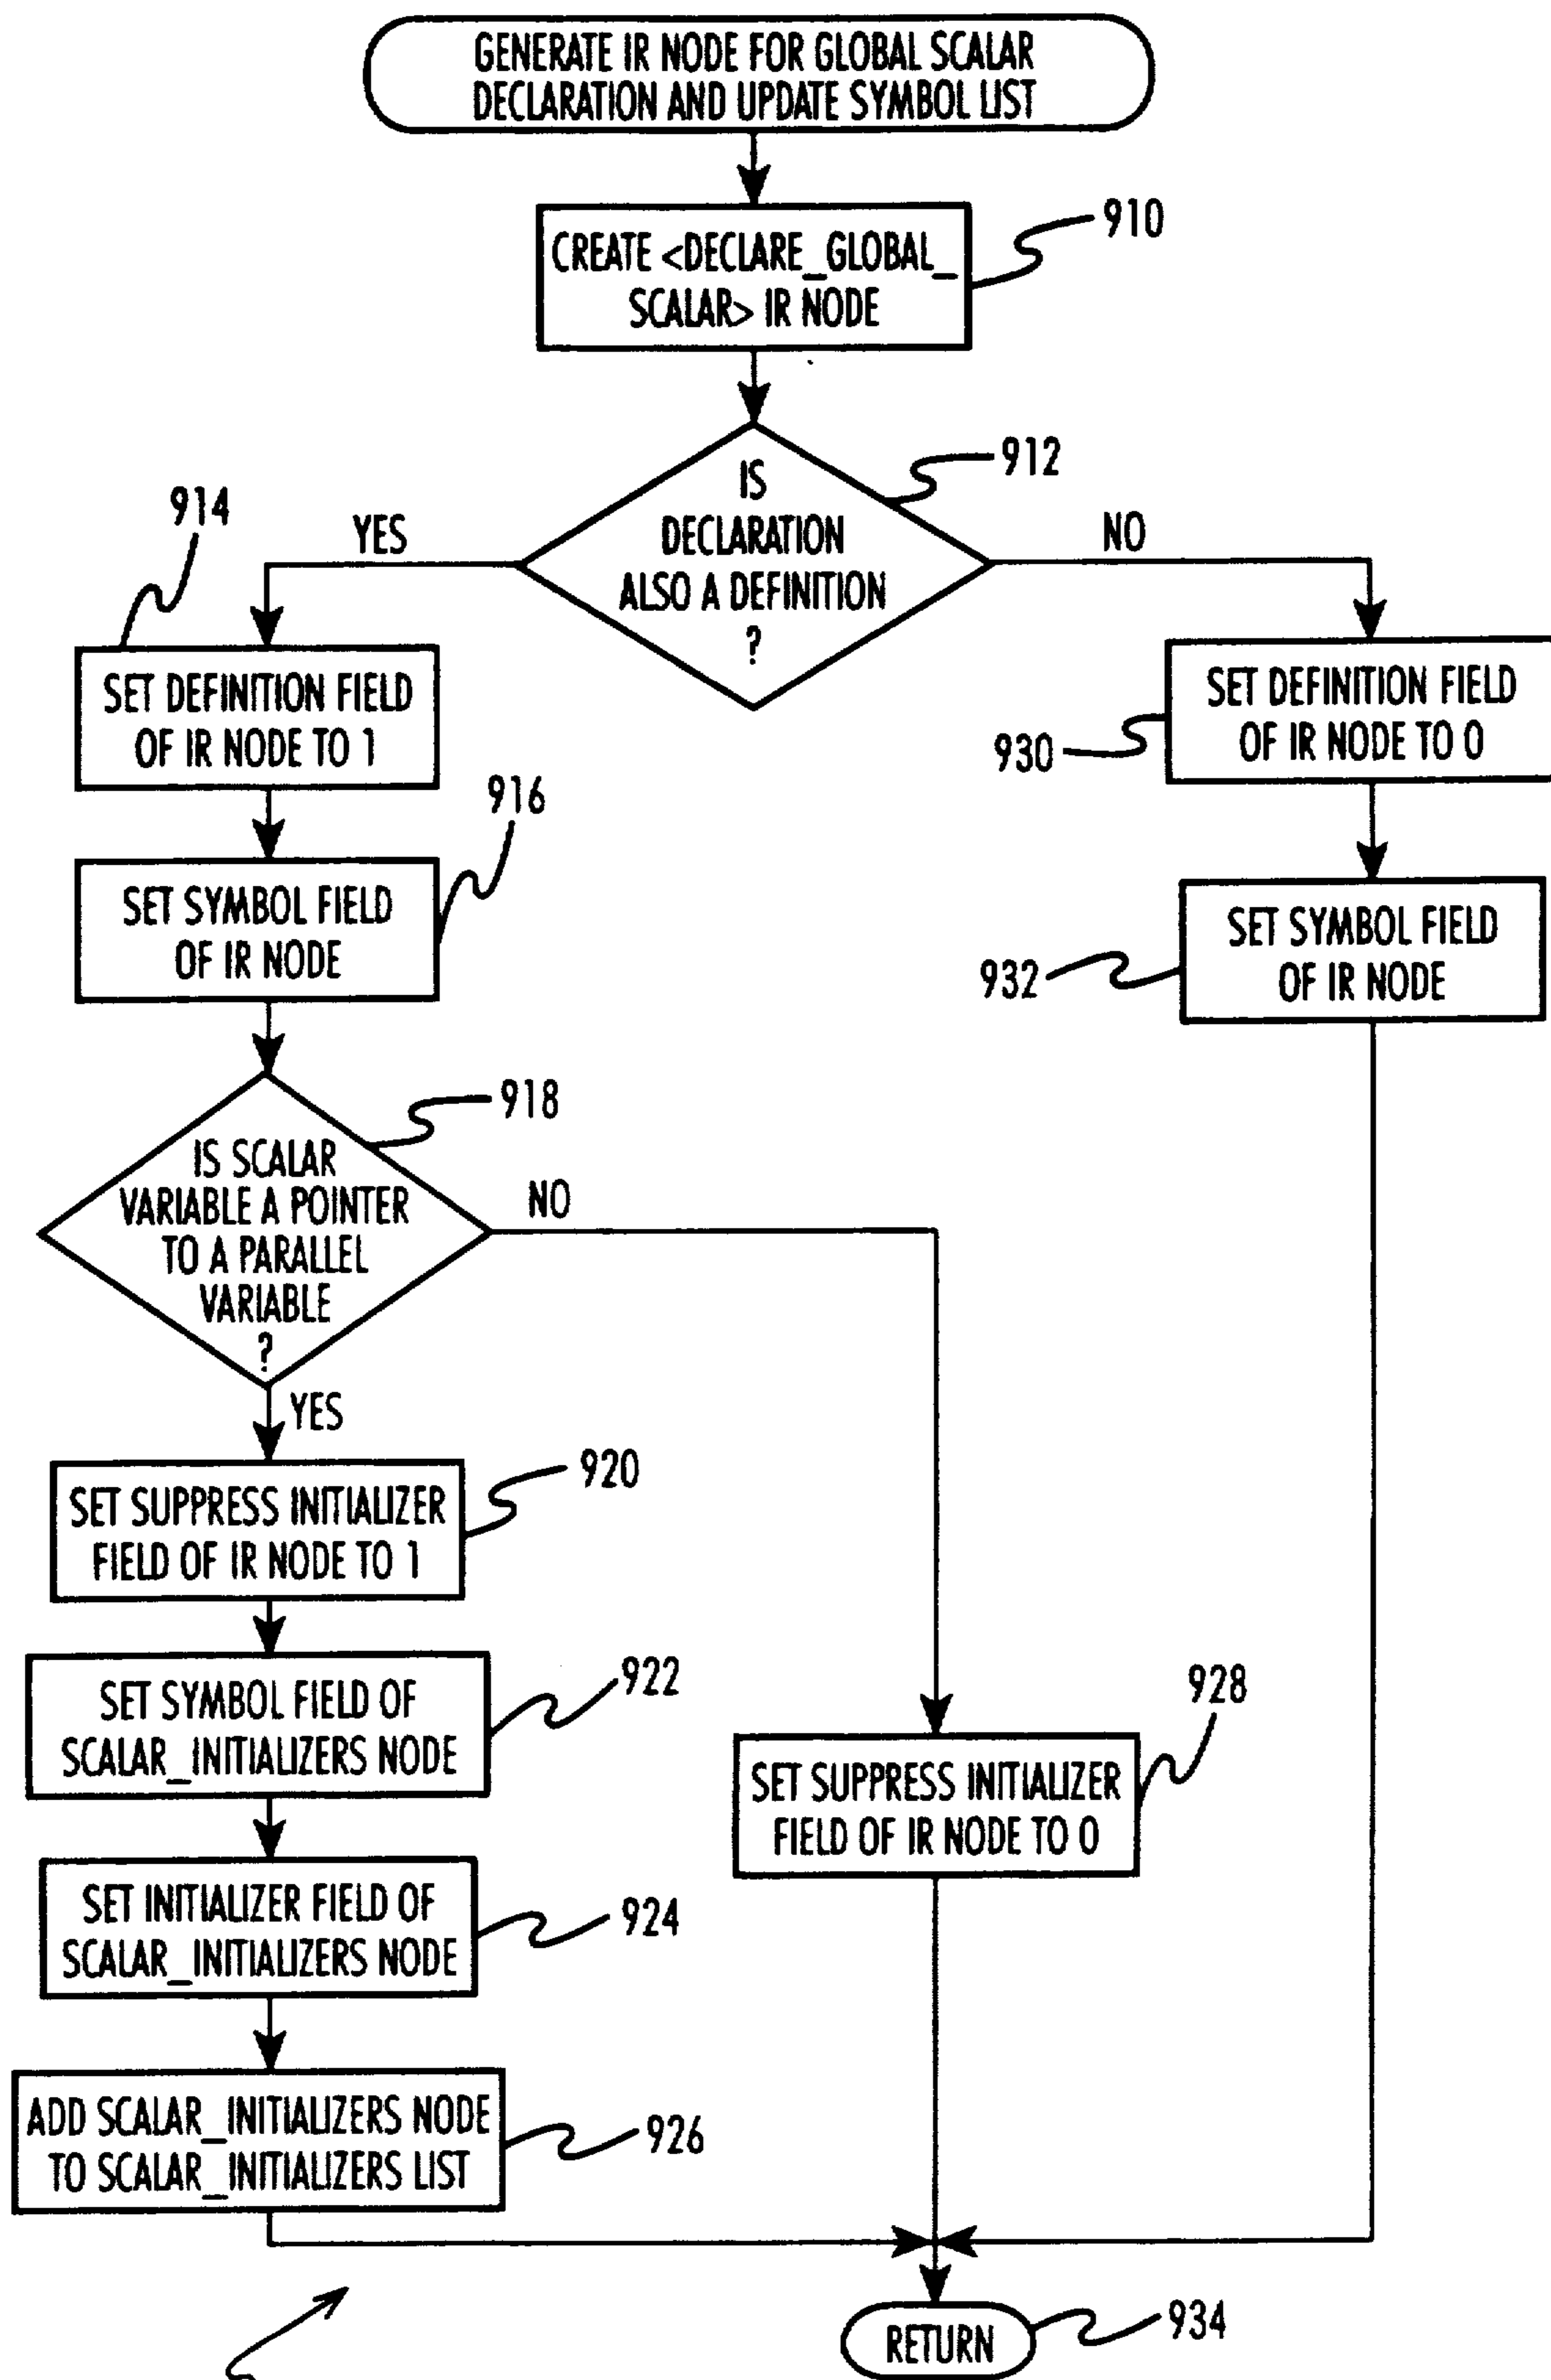 GENERATE IR NODE FOR GLOBAL SCALAR
DECLARATION AND UPDATE SYMBOL LIST
910
CREATE <DECLARE_GLOBAL_
SCALAR> IR NODE
912
IS
DECLARATION
ALSO A DEFINITION
?
914
YES
NO
SET DEFINITION FIELD
OF IR NODE TO 1
930
SET DEFINITION FIELD
OF IR NODE TO 0
916
SET SYMBOL FIELD
OF IR NODE
932
SET SYMBOL FIELD
OF IR NODE
918
IS SCALAR
VARIABLE A POINTER
TO A PARALLEL
VARIABLE
?
NO
YES
920
SET SUPPRESS INITIALIZER
FIELD OF IR NODE TO 1
922
SET SYMBOL FIELD OF
SCALAR_INITIALIZERS NODE
928
SET SUPPRESS INITIALIZER
FIELD OF IR NODE TO 0
924
SET INITIALIZER FIELD OF
SCALAR_INITIALIZERS NODE
926
ADD SCALAR_INITIALIZERS NODE
TO SCALAR_INITIALIZERS LIST
934
RETURN